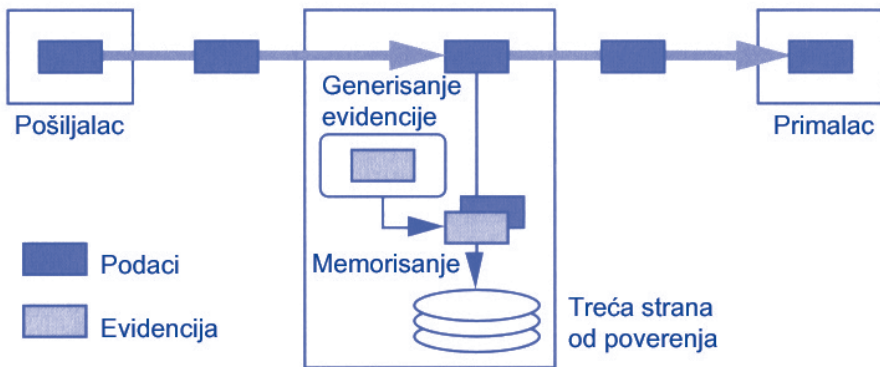 Pošiljalac
Generisanje
evidencije
Primalac
Memorisanje
Podaci
Evidencija
Treća strana
od poverenja